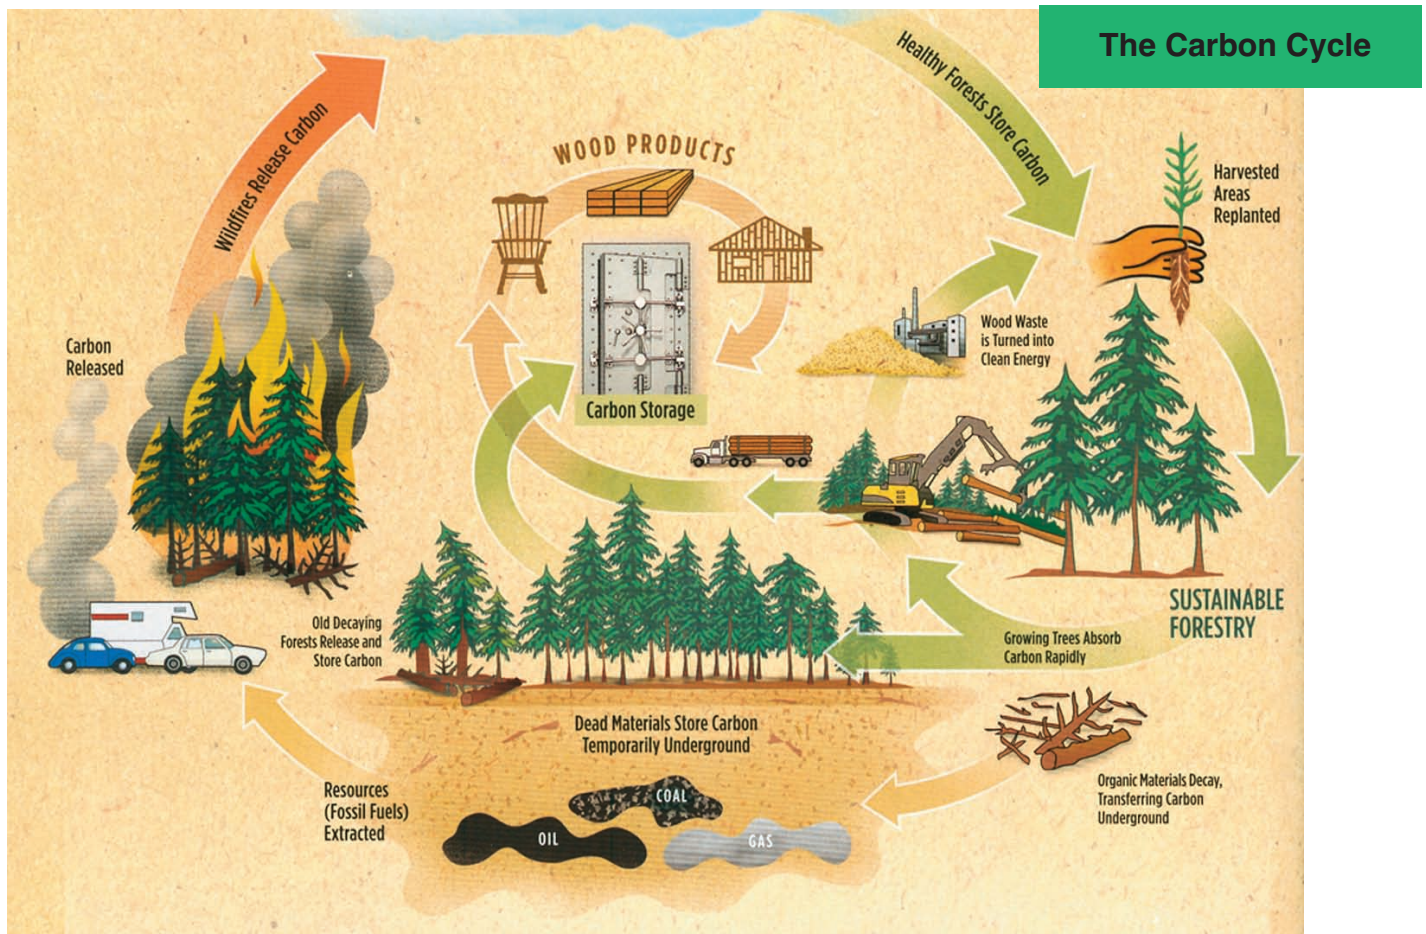 The Carbon Cycle
Healthy Forests Store Carbon
Wildfires Release Carbon
WOOD PRODUCTS
Harvested
Areas
Replanted
Carbon
Released
Wood Waste
is Turned into
Clean Energy
Carbon Storage
SUSTAINABLE
FORESTRY
Old Decaying
Forests Release and
Store Carbon
Growing Trees Absorb
Carbon Rapidly
Dead Materials Store Carbon
Temporarily Underground
Resources
(Fossil Fuels)
Extracted
COAL
OIL
GAS
Organic Materials Decay,
Transferring Carbon
Underground